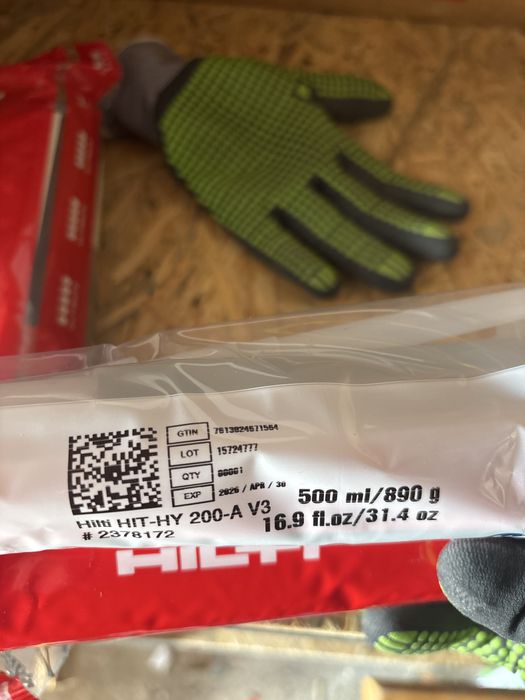 GTIN 7613824671564
LOT 15724777
QTY 00001
EXP 2026 / APR / 30
Hilti HIT-HY 200-A V3
# 2378172
500 ml/890 g
16.9 fl.oz/31.4 oz
HILTI